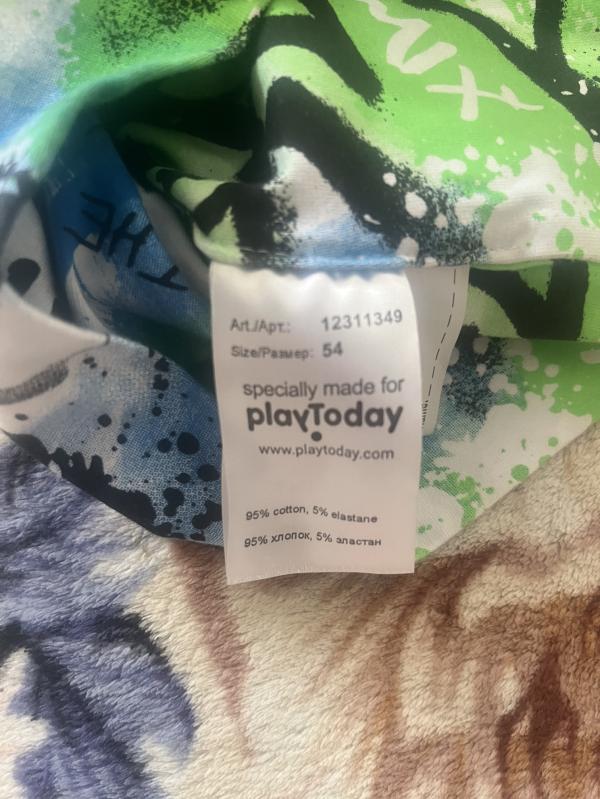 THE
Art./Арт.: 12311349
Size/Размер: 54
specially made for
playToday
www.playtoday.com
95% cotton, 5% elastane
95% хлопок, 5% эластан